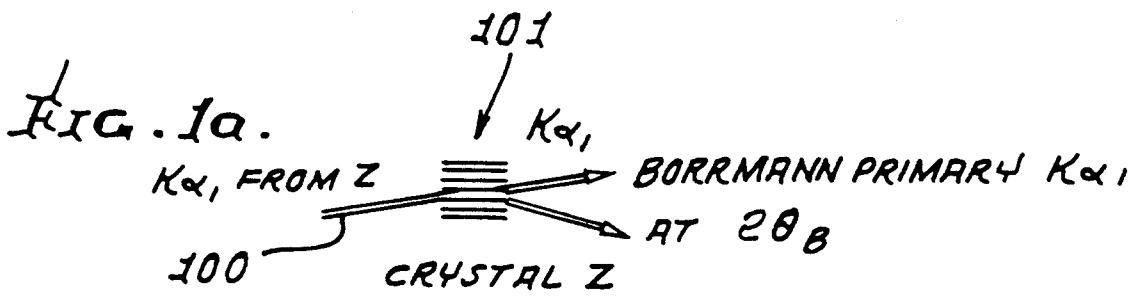 101
FIG. 1a.
Kα1
Kα1 FROM Z
BORRMANN PRIMARY Kα1
AT 2θB
100
CRYSTAL Z